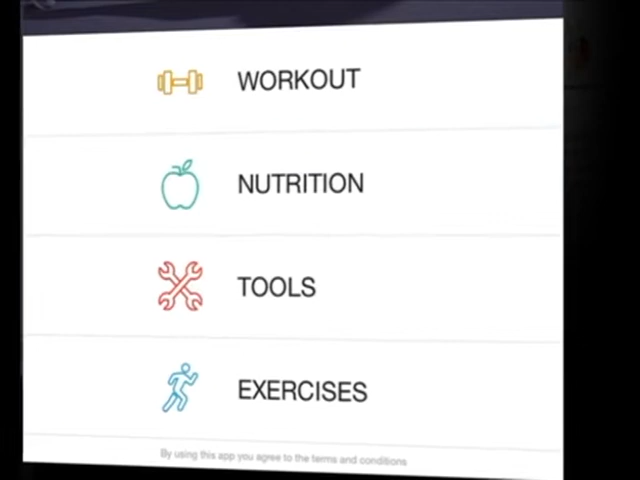 WORKOUT
NUTRITION
TOOLS
EXERCISES
By using this app you agree to the terms and conditions